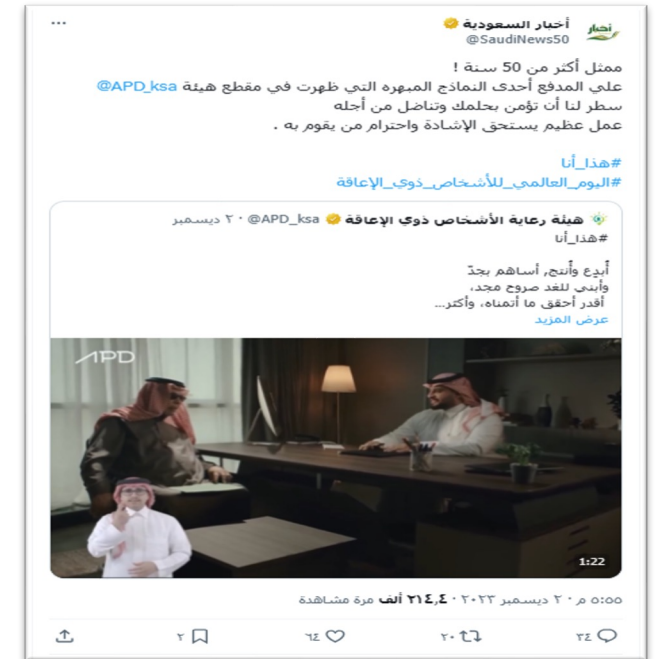 أخبار السعودية
@SaudiNews50
ممثل أكثر من 50 سنة !
علي المدفع أحدى النماذج المبهره التي ظهرت في مقطع هيئة @APD_ksa
سطر لنا أن تؤمن بحلمك وتناضل من أجله
عمل عظيم يستحق الإشادة واحترام من يقوم به .
#هذا_أنا
#اليوم_العالمي_للأشخاص_ذوي_الإعاقة
هيئة رعاية الأشخاص ذوي الإعاقة @APD_ksa · ٢ ديسمبر
#هذا_أنا
أُبدِع وأُنتج, أساهم بجدّ
وأبني للغد صروح مجد،
أقدر أحقق ما أتمناه، وأكثر...
عرض المزيد
APD
1:22
٥:٥٥ م · ٢ ديسمبر ٢٠٢٣ · ٢١٤,٤ ألف مرة مشاهدة
٣٤
٢٠
٦٤
٢